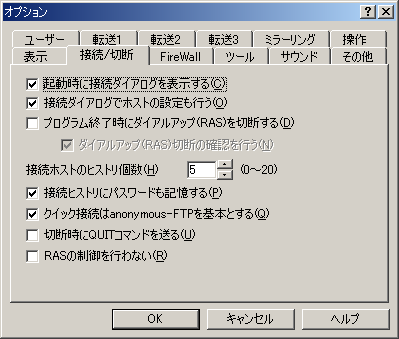 オプション
ユーザー 転送1 転送2 転送3 ミラーリング 操作
表示 接続/切断 FireWall ツール サウンド その他
起動時に接続ダイアログを表示する(C)
接続ダイアログでホストの設定も行う(O)
プログラム終了時にダイアルアップ(RAS)を切断する(D)
ダイアルアップ(RAS)切断の確認を行う(N)
接続ホストのヒストリ個数(H) 5 (0～20)
接続ヒストリにパスワードも記憶する(P)
クイック接続はanonymous-FTPを基本とする(Q)
切断時にQUITコマンドを送る(U)
RASの制御を行わない(R)
OK キャンセル ヘルプ